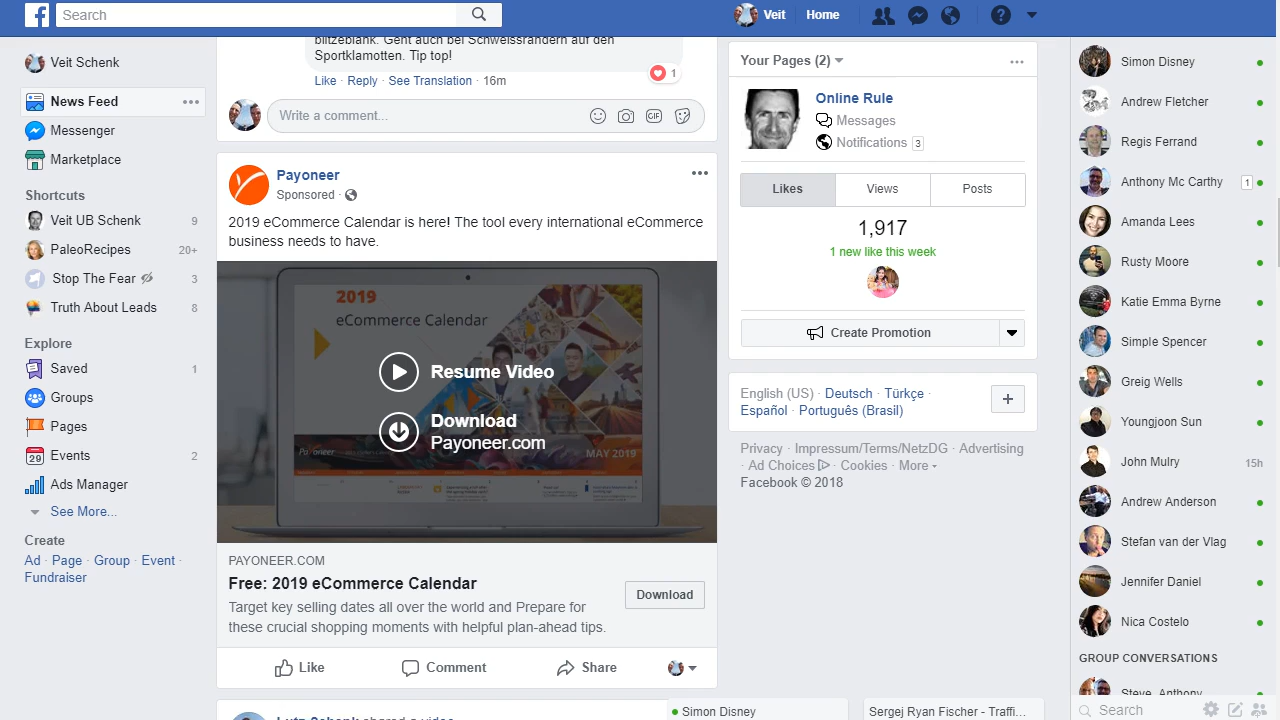 Search
Veit
Home
Veit Schenk
News Feed
Messenger
Marketplace
Shortcuts
Veit UB Schenk 9
PaleoRecipes 20+
Stop The Fear 3
Truth About Leads 8
Explore
Saved 1
Groups
Pages
29 Events 2
Ads Manager
See More...
Create
Ad · Page · Group · Event ·
Fundraiser
blitzeblank. Geht auch bei Schweissrändern auf den
Sportklamotten. Tip top!
1
Like · Reply · See Translation · 16m
Write a comment...
GIF
Payoneer
Sponsored ·
2019 eCommerce Calendar is here! The tool every international eCommerce
business needs to have.
2019
eCommerce Calendar
Resume Video
Download
Payoneer.com
Payoneer
MAY 2019
PAYONEER.COM
Free: 2019 eCommerce Calendar
Target key selling dates all over the world and Prepare for
these crucial shopping moments with helpful plan-ahead tips.
Download
Like
Comment
Share
Lutz Schenk shared a video.
Your Pages (2)
Online Rule
Messages
Notifications 3
Likes
Views
Posts
1,917
1 new like this week
Create Promotion
English (US) · Deutsch · Türkçe ·
Español · Português (Brasil)
Privacy · Impressum/Terms/NetzDG · Advertising
· Ad Choices · Cookies · More
Facebook © 2018
Simon Disney
Andrew Fletcher
Regis Ferrand
Anthony Mc Carthy 1
Amanda Lees
Rusty Moore
Katie Emma Byrne
Simple Spencer
Greig Wells
Youngjoon Sun
John Mulry 15h
Andrew Anderson
Stefan van der Vlag
Jennifer Daniel
Nica Costelo
GROUP CONVERSATIONS
Steve, Anthony
Search
Simon Disney
Sergej Ryan Fischer - Traffi...